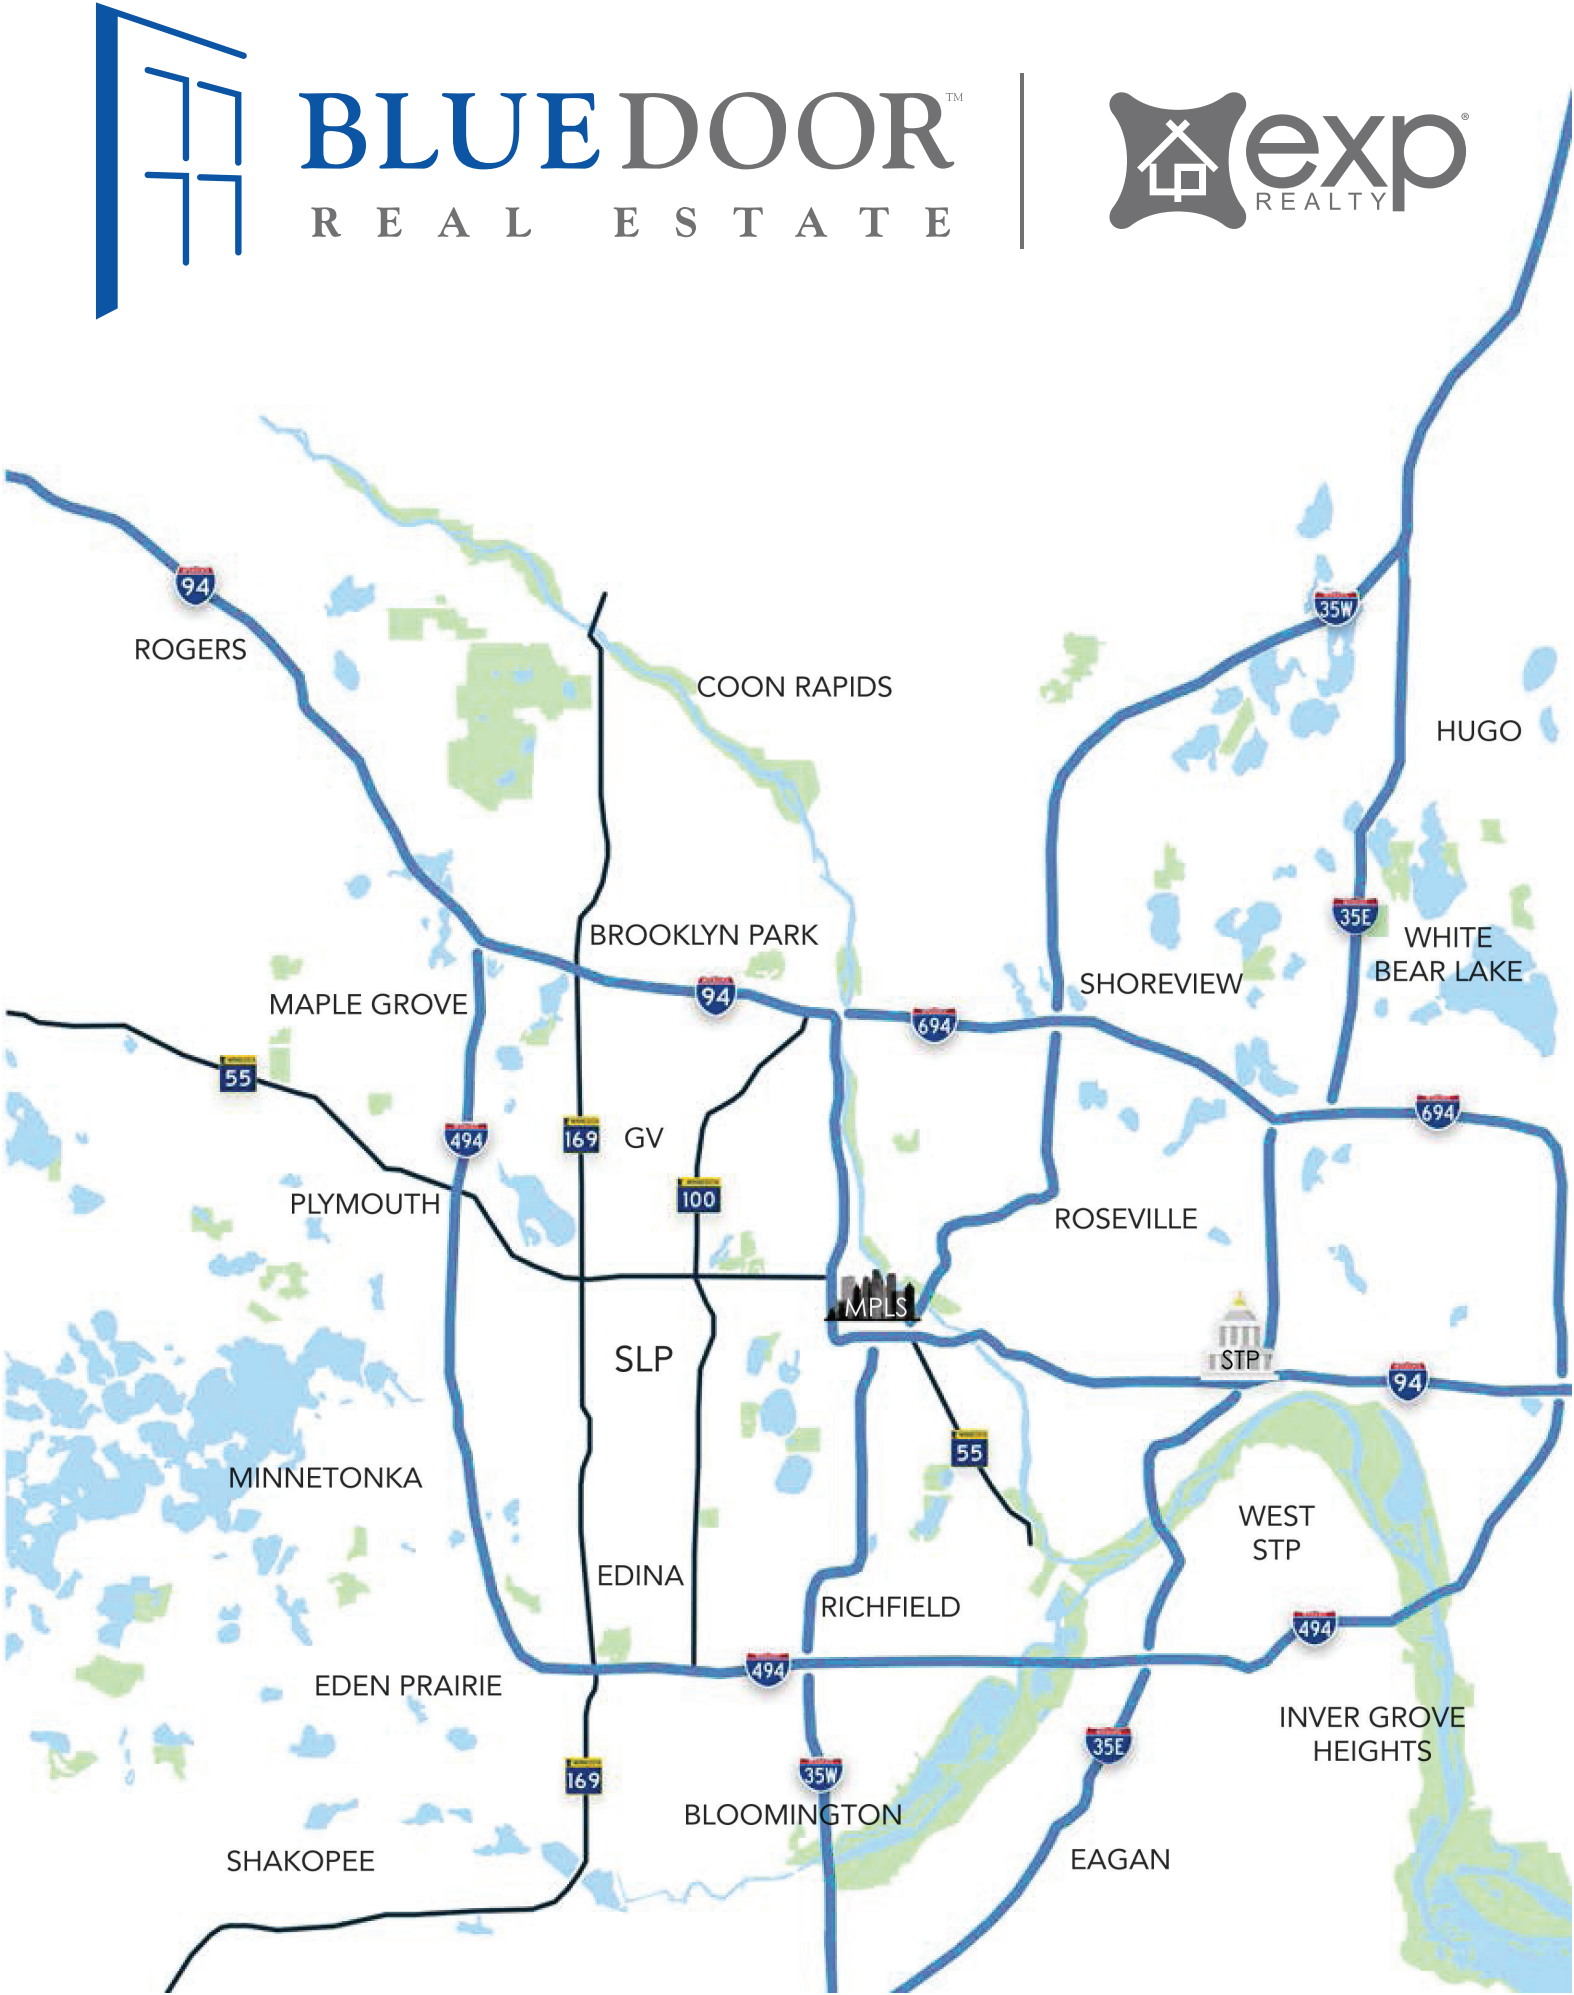 BLUEDOOR™
REAL ESTATE
exp®
REALTY
94
ROGERS
35W
COON RAPIDS
HUGO
35E
BROOKLYN PARK
WHITE
BEAR LAKE
SHOREVIEW
94
MAPLE GROVE
694
55
494
169
GV
694
100
PLYMOUTH
ROSEVILLE
MPLS
SLP
STP
94
55
MINNETONKA
WEST
STP
EDINA
RICHFIELD
494
494
EDEN PRAIRIE
INVER GROVE
HEIGHTS
35E
169
35W
BLOOMINGTON
SHAKOPEE
EAGAN